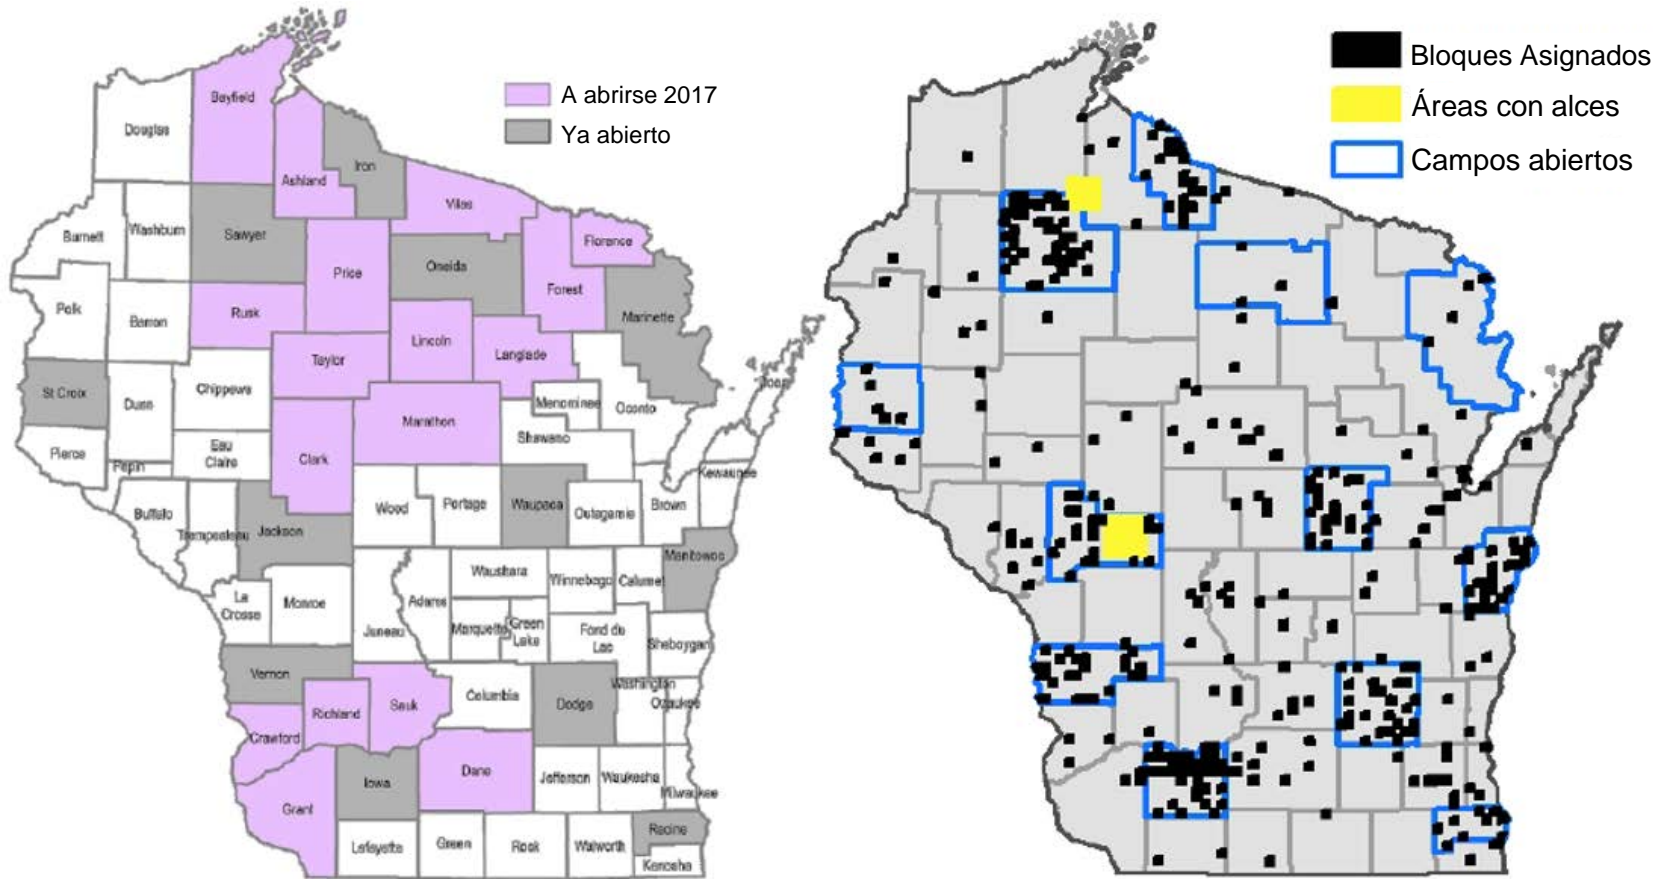 A abrirse 2017
Ya abierto
Bayfield
Douglas
Iron
Ashland
Vilas
Barnett
Washburn
Sawyer
Florence
Oneida
Price
Forest
Polk
Barron
Rusk
Marinette
Lincoln
Taylor
Langlade
St Croix
Chippewa
Dunn
Menominee
Oconto
Door
Marathon
Pierce
Eau
Claire
Clark
Shawano
Pepin
Kewaunee
Buffalo
Trempealeau
Jackson
Wood
Portage
Waupaca
Outagamie
Brown
Manitowoc
Waushara
Winnebago
Calumet
La
Crosse
Monroe
Juneau
Adams
Marquette
Green
Lake
Fond du
Lac
Sheboygan
Vernon
Richland
Sauk
Columbia
Dodge
Washington
Ozaukee
Crawford
Iowa
Dane
Jefferson
Waukesha
Milwaukee
Grant
Lafayette
Green
Rock
Walworth
Racine
Kenosha
Bloques Asignados
Áreas con alces
Campos abiertos